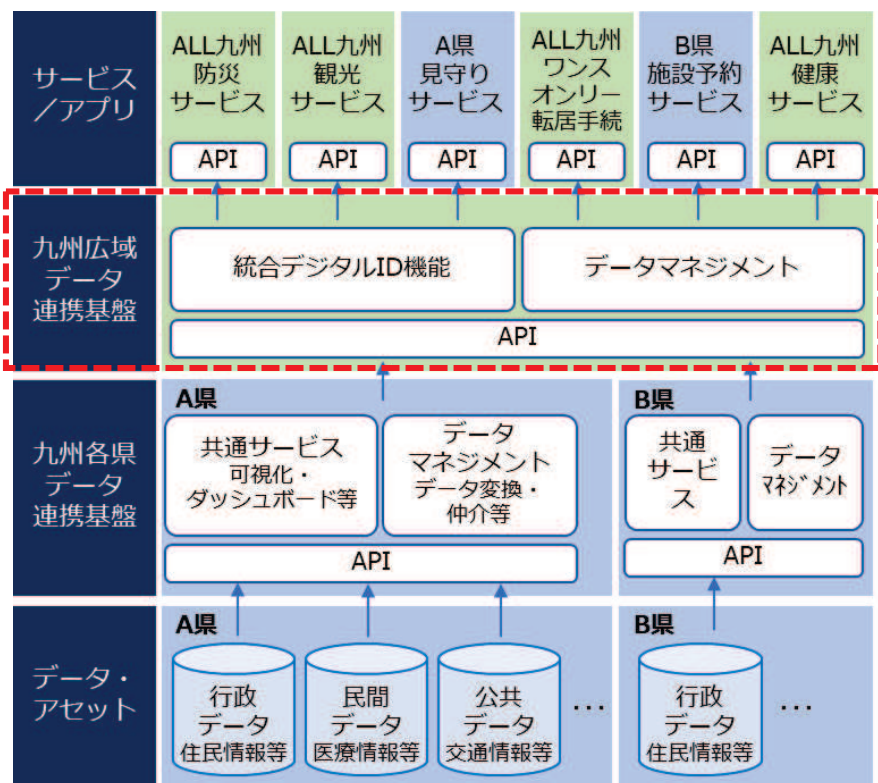 サービス
／アプリ
ALL九州
防災
サービス
API
ALL九州
観光
サービス
API
A県
見守り
サービス
API
ALL九州
ワンス
オンリー
転居手続
API
B県
施設予約
サービス
API
ALL九州
健康
サービス
API
九州広域
データ
連携基盤
統合デジタルID機能
データマネジメント
API
九州各県
データ
連携基盤
A県
共通サービス
可視化・
ダッシュボード等
データ
マネジメント
データ変換・
仲介等
API
B県
共通
サービ
ス
データ
ﾏﾈｼﾞﾒﾝﾄ
API
データ・
アセット
A県
行政
データ
住民情報等
民間
データ
医療情報等
公共
データ
交通情報等
…
B県
行政
データ
住民情報等
…